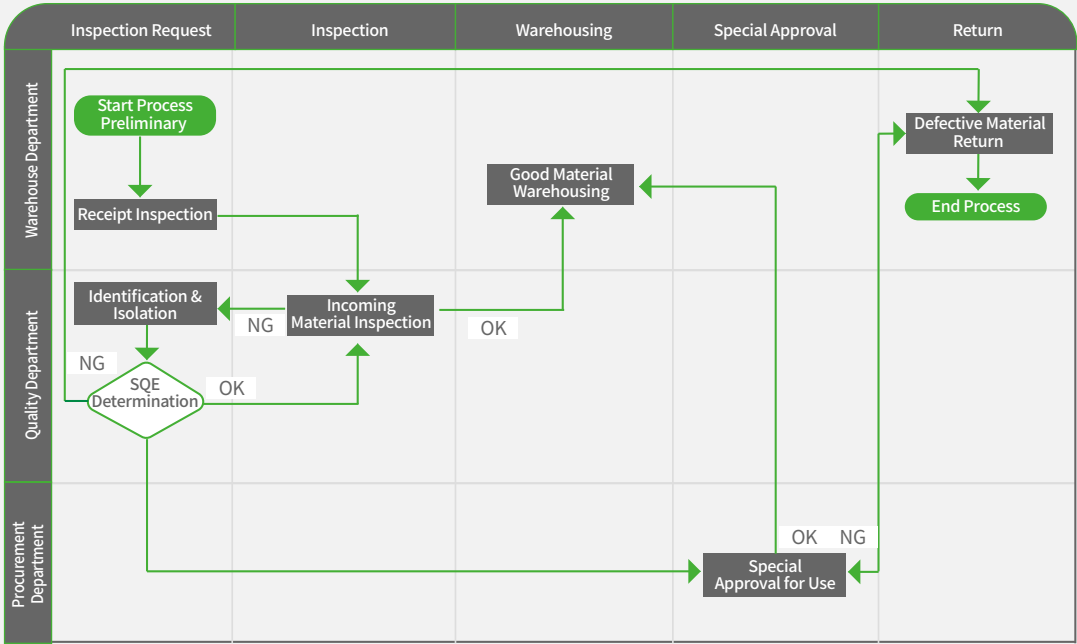 Inspection Request
Inspection
Warehousing
Special Approval
Return
Warehouse Department
Start Process
Preliminary
Defective Material
Return
Good Material
Warehousing
Receipt Inspection
End Process
Quality Department
Identification &
Isolation
Incoming
Material Inspection
NG
OK
NG
SQE
Determination
OK
Procurement
Department
OK
NG
Special
Approval for Use